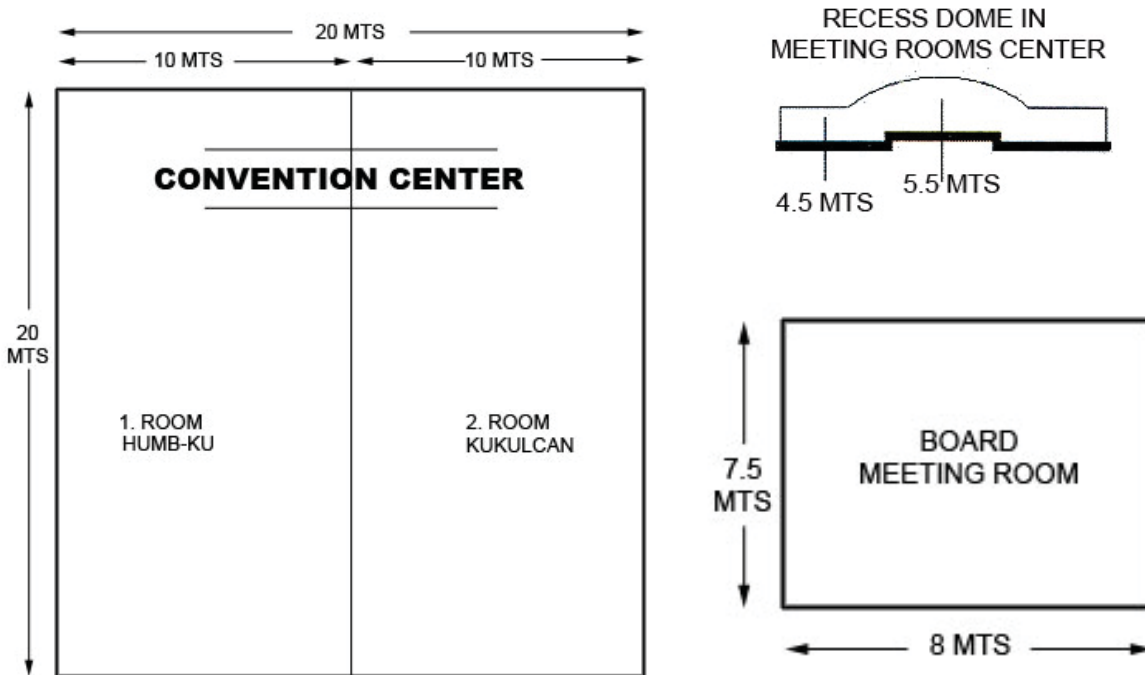 20 MTS
10 MTS
10 MTS
CONVENTION CENTER
20
MTS
1. ROOM
HUMB-KU
2. ROOM
KUKULCAN
RECESS DOME IN
MEETING ROOMS CENTER
4.5 MTS
5.5 MTS
BOARD
MEETING ROOM
7.5
MTS
8 MTS